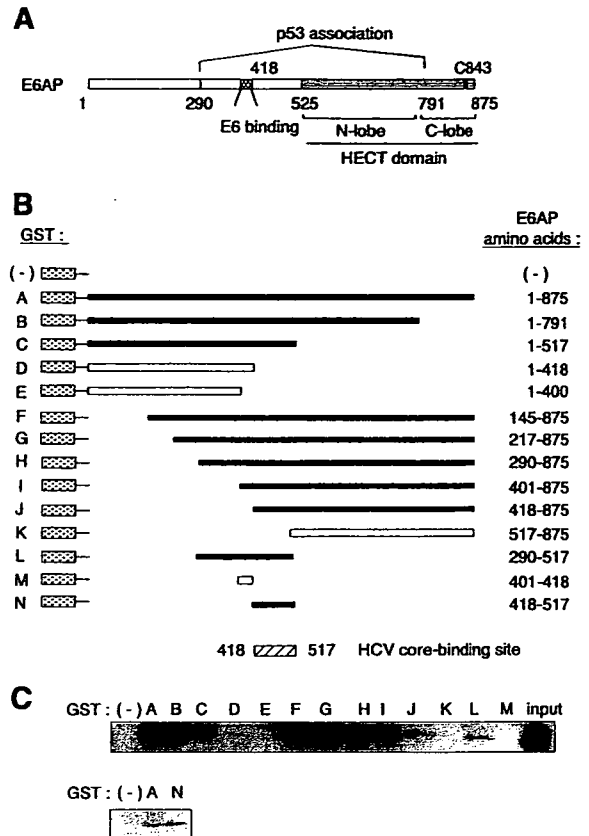 A
p53 association
418 C843
E6AP
1 290 525 791 875
E6 binding N-lobe C-lobe
HECT domain
B
GST : E6AP amino acids :
(-) (-)
A 1-875
B 1-791
C 1-517
D 1-418
E 1-400
F 145-875
G 217-875
H 290-875
I 401-875
J 418-875
K 517-875
L 290-517
M 401-418
N 418-517
418 517 HCV core-binding site
C
GST : (-) A B C D E F G H I J K L M input
GST : (-) A N